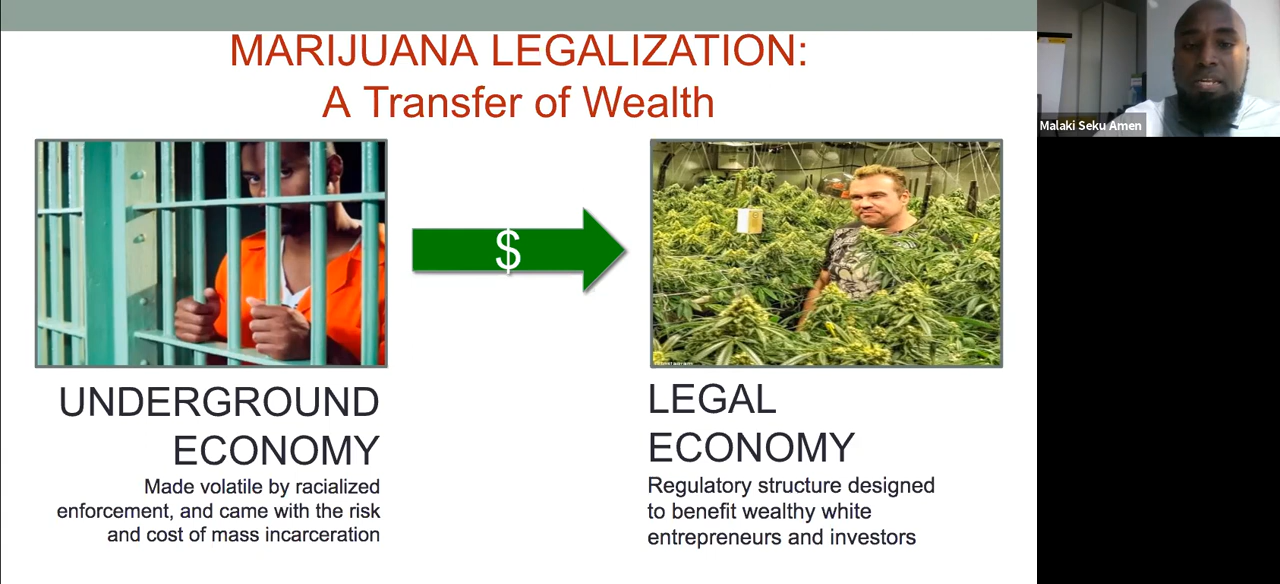 MARIJUANA LEGALIZATION:
A Transfer of Wealth
Malaki Seku Amen
$
UNDERGROUND
ECONOMY
Made volatile by racialized
enforcement, and came with the risk
and cost of mass incarceration
LEGAL
ECONOMY
Regulatory structure designed
to benefit wealthy white
entrepreneurs and investors